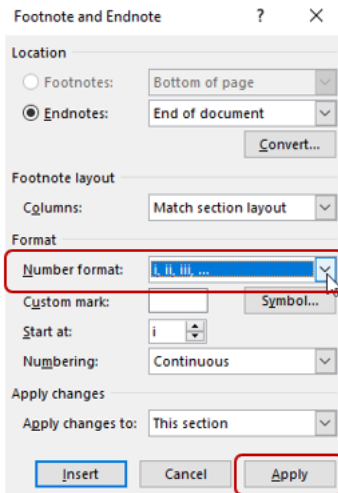 Footnote and Endnote ? ×
Location
Footnotes: Bottom of page
Endnotes: End of document
Convert...
Footnote layout
Columns: Match section layout
Format
Number format: i, ii, iii, ...
Custom mark: Symbol...
Start at: i
Numbering: Continuous
Apply changes
Apply changes to: This section
Insert Cancel Apply